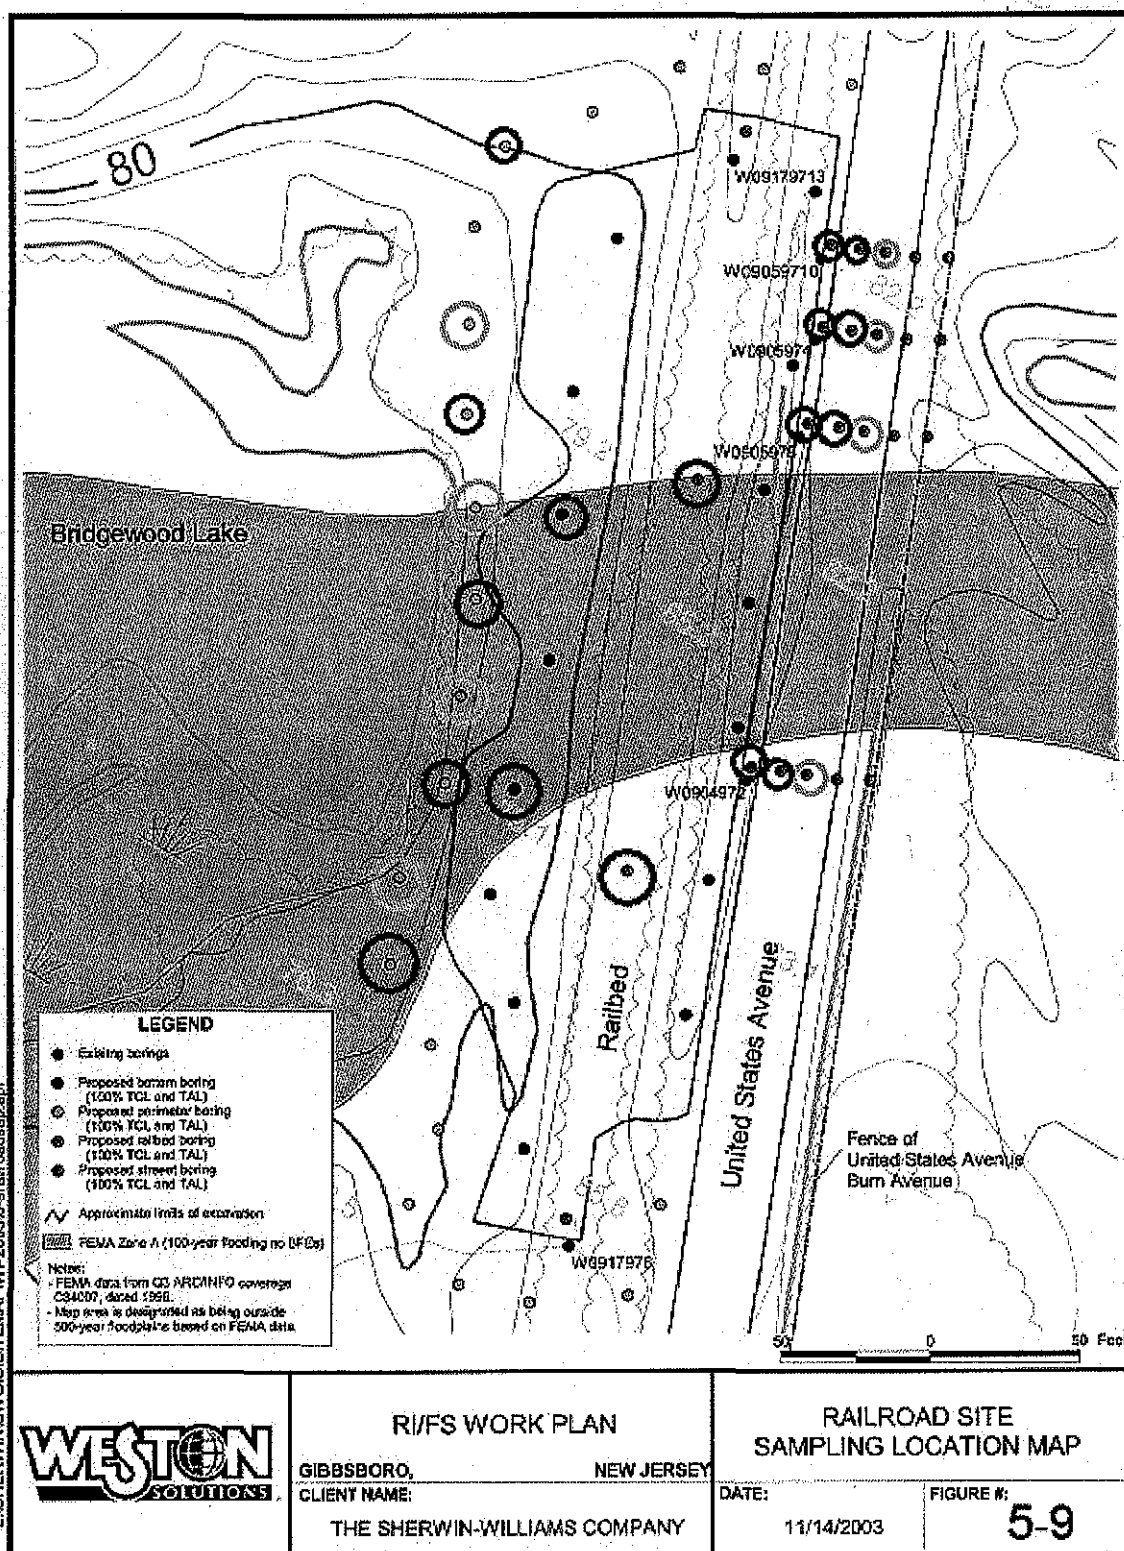 80
W09179713
W09059710
W0905974
W0905975
Bridgewood Lake
W0904972
Railbed
United States Avenue
Fence of
United States Avenue
Burn Avenue
W0917976
LEGEND
Existing borings
Proposed bottom boring
(100% TCL and TAL)
Proposed perimeter boring
(100% TCL and TAL)
Proposed railbed boring
(100% TCL and TAL)
Proposed street boring
(100% TCL and TAL)
Approximate limits of excavation
FEMA Zone A (100-year flooding no BFEs)
Notes:
- FEMA data from Q3 ARC/INFO coverage
dated 1996.
- Map area is designated as being outside
500-year floodplains based on FEMA data
50 0 50 Feet
WESTON
SOLUTIONS
RI/FS WORK PLAN
GIBBSBORO, NEW JERSEY
CLIENT NAME:
THE SHERWIN-WILLIAMS COMPANY
RAILROAD SITE
SAMPLING LOCATION MAP
DATE:
11/14/2003
FIGURE #:
5-9